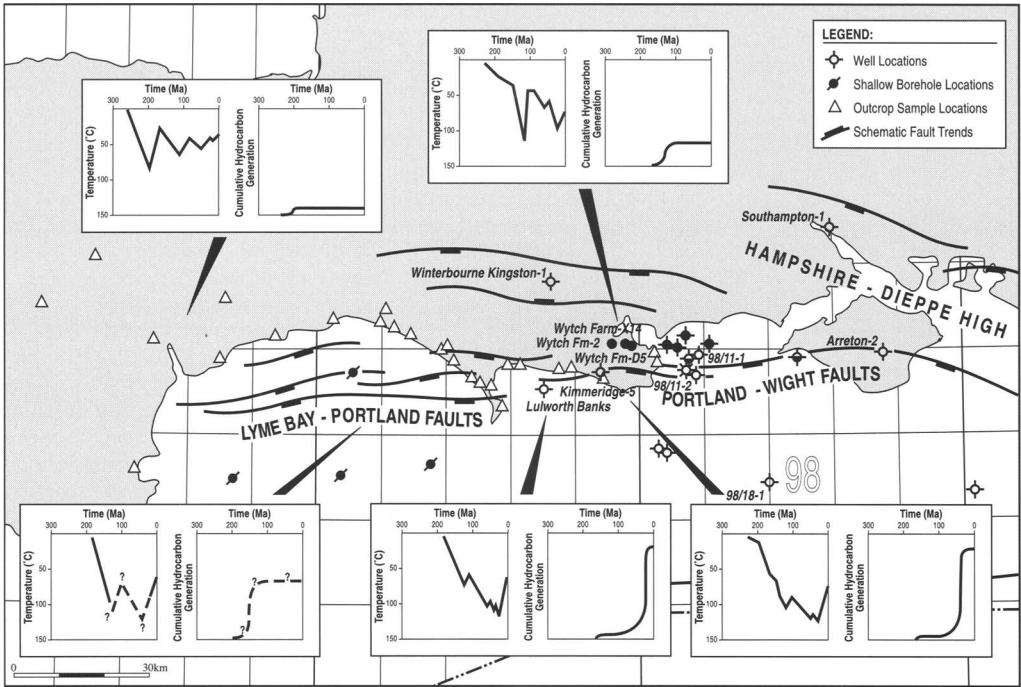 Time (Ma)
300 200 100 0
50
100
150
Temperature (°C)
Time (Ma)
300 200 100 0
Cumulative Hydrocarbon
Generation
LEGEND:
Well Locations
Shallow Borehole Locations
Outcrop Sample Locations
Schematic Fault Trends
Time (Ma)
300 200 100 0
50
100
150
Temperature (°C)
Time (Ma)
300 200 100 0
Cumulative Hydrocarbon
Generation
Southampton-1
HAMPSHIRE - DIEPPE HIGH
Winterbourne Kingston-1
Wytch Farm-X14
Wytch Fm-2
Wytch Fm-D5
98/11-1
Arreton-2
98/11-2
Kimmeridge-5
PORTLAND - WIGHT FAULTS
Lulworth Banks
LYME BAY - PORTLAND FAULTS
98
98/18-1
Time (Ma)
300 200 100 0
50
100
150
Temperature (°C)
? ? ?
Time (Ma)
300 200 100 0
Cumulative Hydrocarbon
Generation
? ? ?
Time (Ma)
300 200 100 0
50
100
150
Temperature (°C)
Time (Ma)
300 200 100 0
Cumulative Hydrocarbon
Generation
Time (Ma)
300 200 100 0
50
100
150
Temperature (°C)
Time (Ma)
300 200 100 0
Cumulative Hydrocarbon
Generation
0 30km